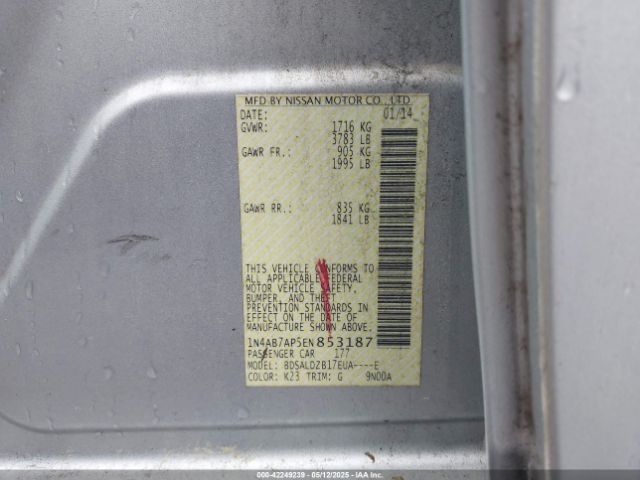 MFD BY NISSAN MOTOR CO., LTD
DATE: 01/14
GVWR: 1716 KG
3783 LB
GAWR FR.: 905 KG
1995 LB
GAWR RR.: 835 KG
1841 LB
THIS VEHICLE CONFORMS TO
ALL APPLICABLE FEDERAL
MOTOR VEHICLE SAFETY,
BUMPER, AND THEFT
PREVENTION STANDARDS IN
EFFECT ON THE DATE OF
MANUFACTURE SHOWN ABOVE.
1N4AB7AP5EN853187
PASSENGER CAR 177
MODEL: BDSALDZB17EUA----E
COLOR: K23 TRIM: G 9NDDA
000-42249239 - 05/12/2025 - IAAI.COM